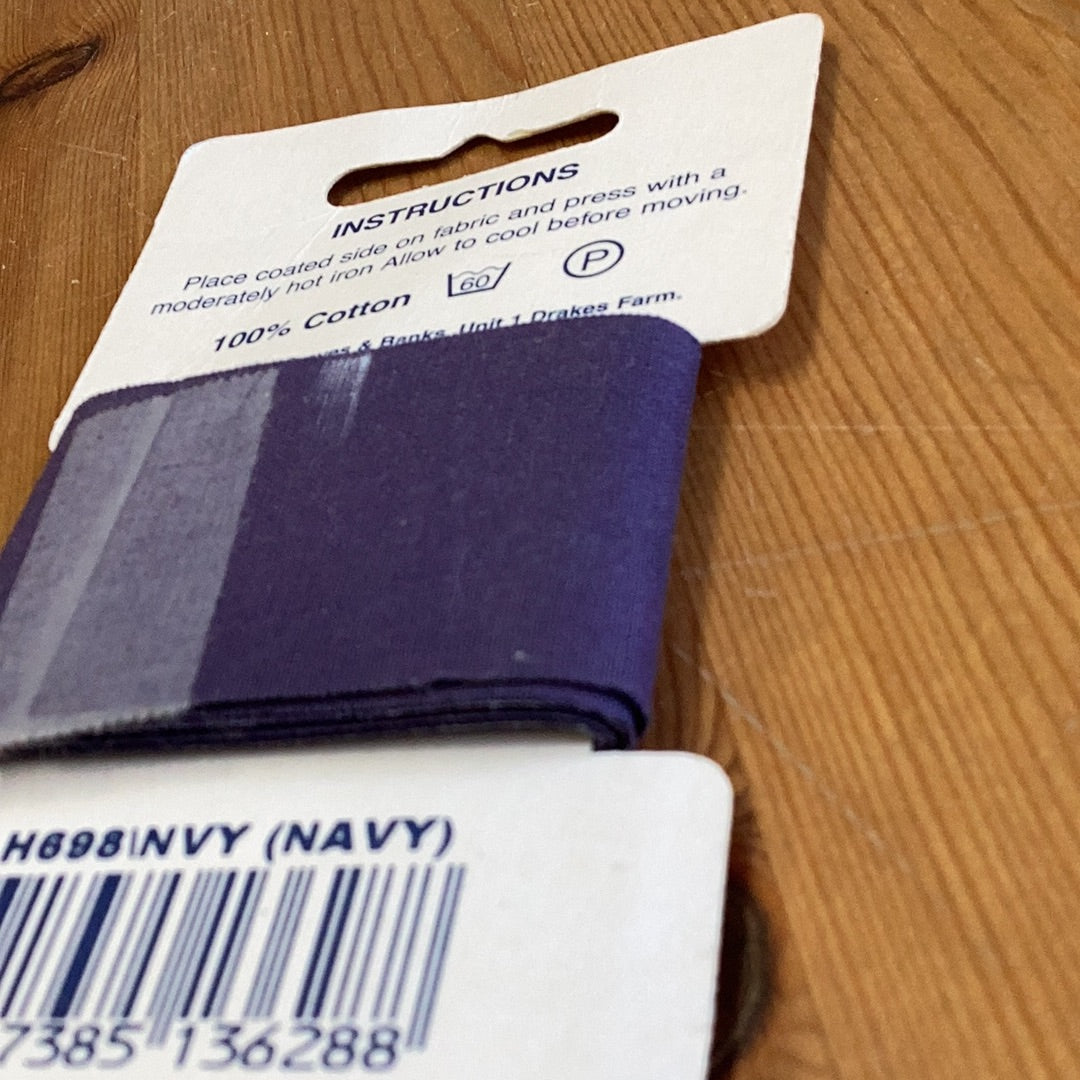 INSTRUCTIONS
Place coated side on fabric and press with a
moderately hot iron Allow to cool before moving.
100% Cotton 60 P
& Banks, Unit 1 Drakes Farm.
H698\NVY (NAVY)
7385 136288